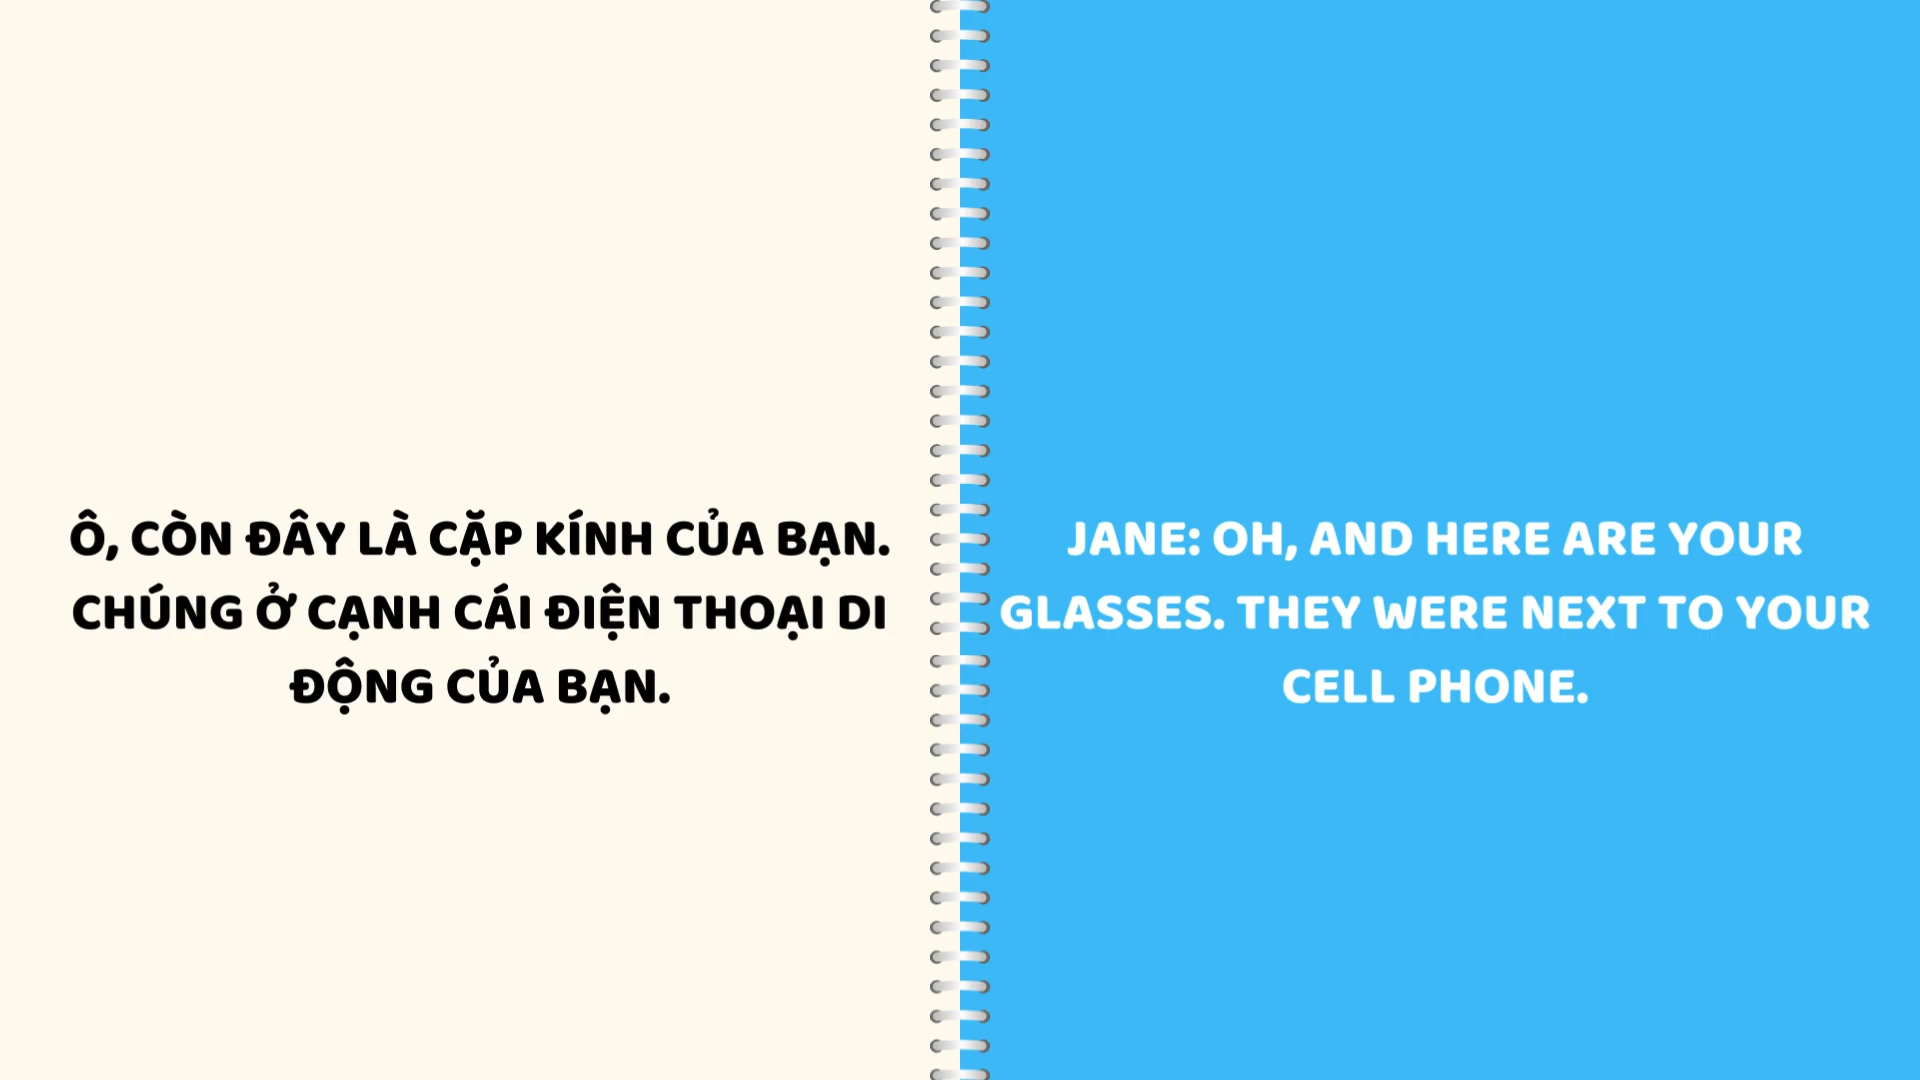 Ô, CÒN ĐÂY LÀ CẶP KÍNH CỦA BẠN.
CHÚNG Ở CẠNH CÁI ĐIỆN THOẠI DI
ĐỘNG CỦA BẠN.
JANE: OH, AND HERE ARE YOUR
GLASSES. THEY WERE NEXT TO YOUR
CELL PHONE.